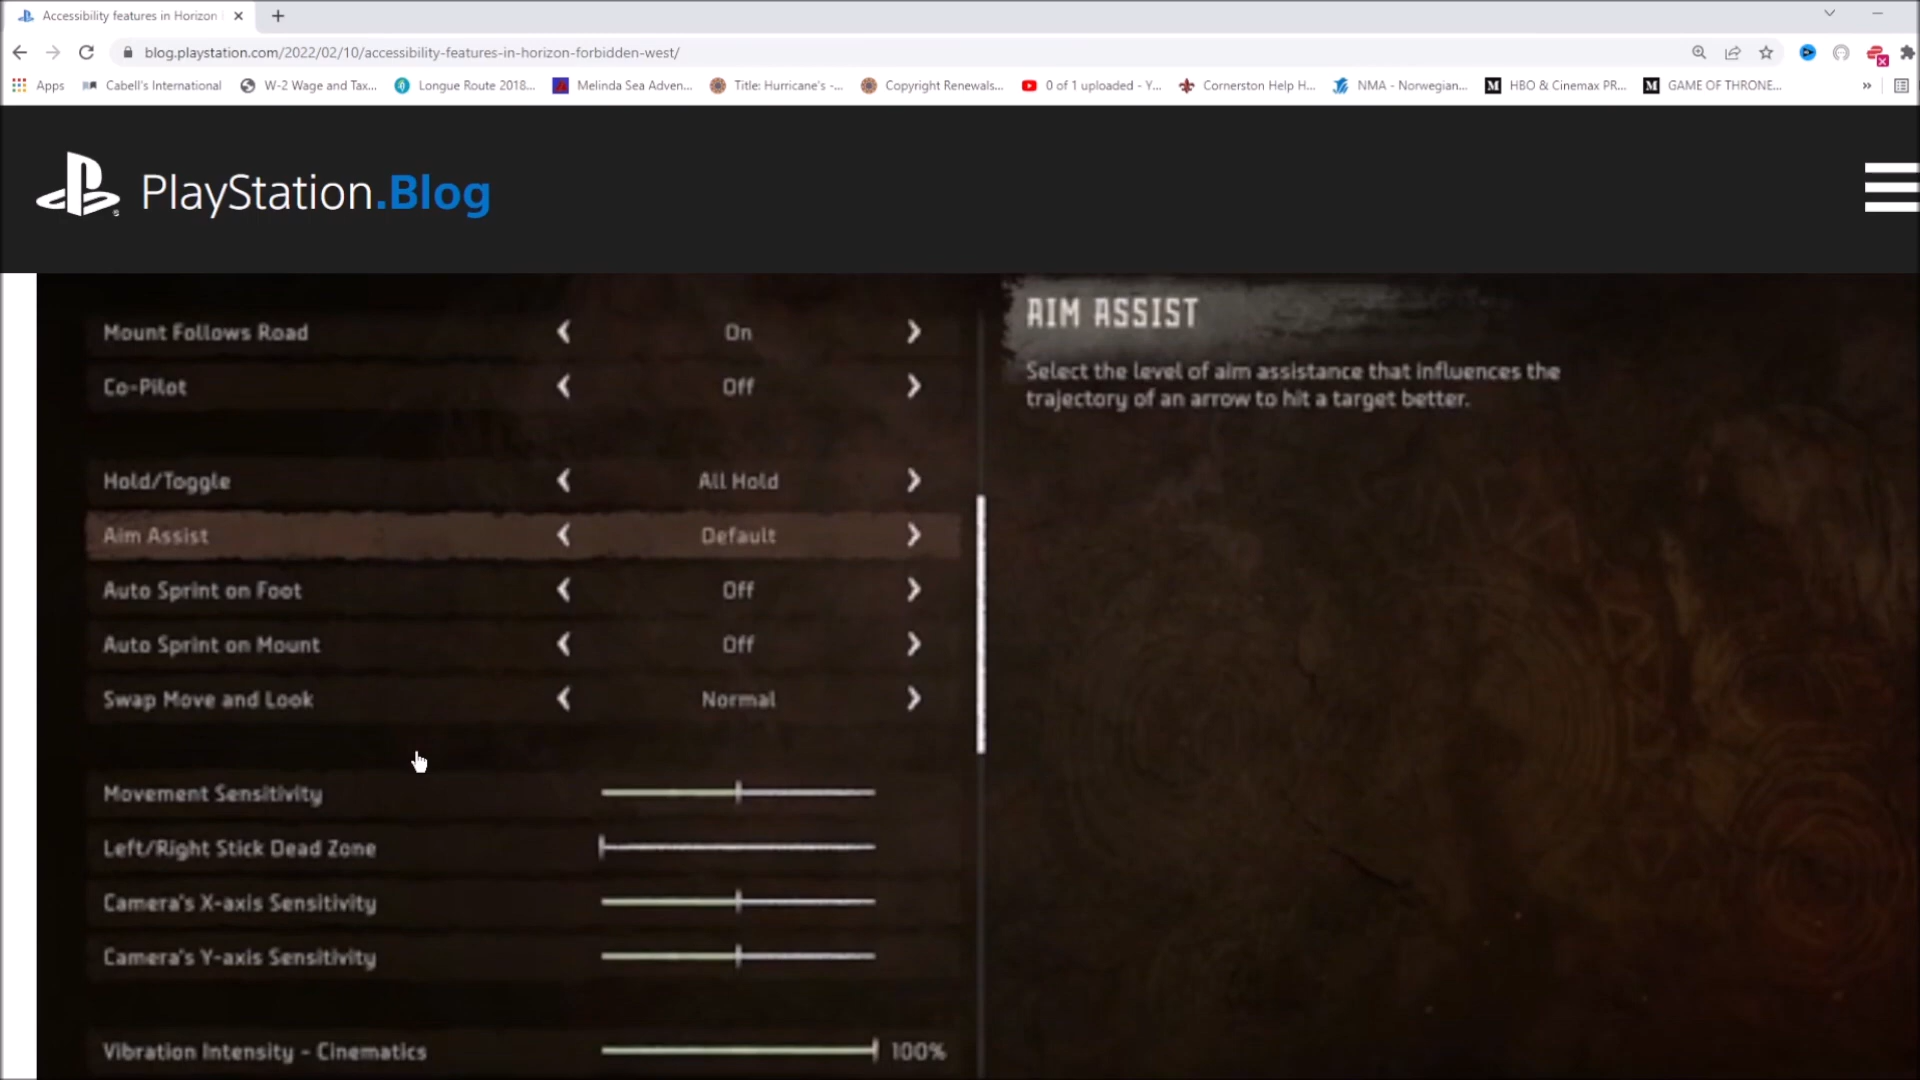 Accessibility features in Horizon
blog.playstation.com/2022/02/10/accessibility-features-in-horizon-forbidden-west/
Apps
Cabell's International
W-2 Wage and Tax...
Longue Route 2018...
Melinda Sea Adven...
Title: Hurricane's -...
Copyright Renewals...
0 of 1 uploaded - Y...
Cornerston Help H...
NMA - Norwegian...
HBO & Cinemax PR...
GAME OF THRONE...
PlayStation.Blog
Mount Follows Road On
Co-Pilot Off
Hold/Toggle All Hold
Aim Assist Default
Auto Sprint on Foot Off
Auto Sprint on Mount Off
Swap Move and Look Normal
Movement Sensitivity
Left/Right Stick Dead Zone
Camera's X-axis Sensitivity
Camera's Y-axis Sensitivity
Vibration Intensity - Cinematics 100%
AIM ASSIST
Select the level of aim assistance that influences the
trajectory of an arrow to hit a target better.